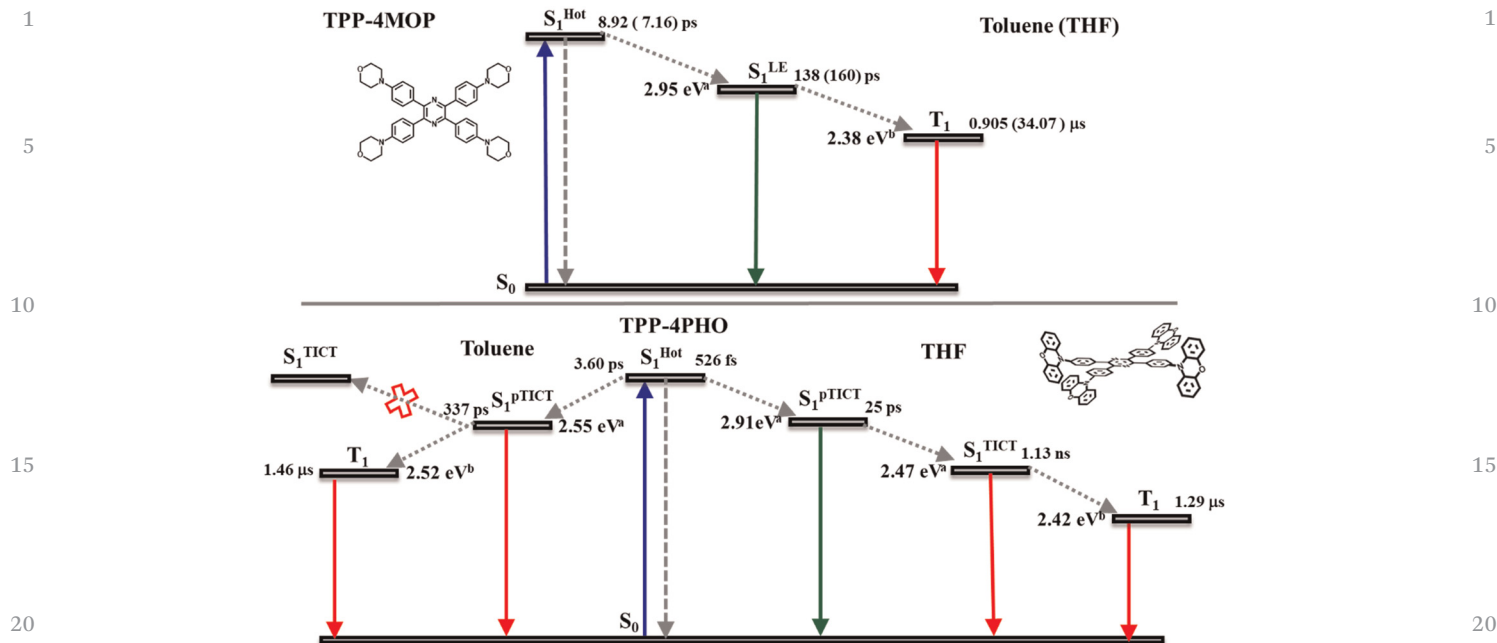 1 1
TPP-4MOP S₁ᴴᵒᵗ 8.92 ( 7.16) ps Toluene (THF)
S₁ᴸᴱ 138 (160) ps
2.95 eVᵃ
T₁ 0.905 (34.07 ) μs
2.38 eVᵇ
5 5
N O N O N N N O N O
S₀
10 10
TPP-4PHO
Toluene THF
S₁ᵀᴵᶜᵀ 3.60 ps S₁ᴴᵒᵗ 526 fs
337 ps S₁ᵖᵀᴵᶜᵀ 2.55 eVᵃ
S₁ᵖᵀᴵᶜᵀ 25 ps
2.91eVᵃ
15 15
1.46 μs T₁ 2.52 eVᵇ
S₁ᵀᴵᶜᵀ 1.13 ns
2.47 eVᵃ
T₁ 1.29 μs
2.42 eVᵇ
S₀
20 20